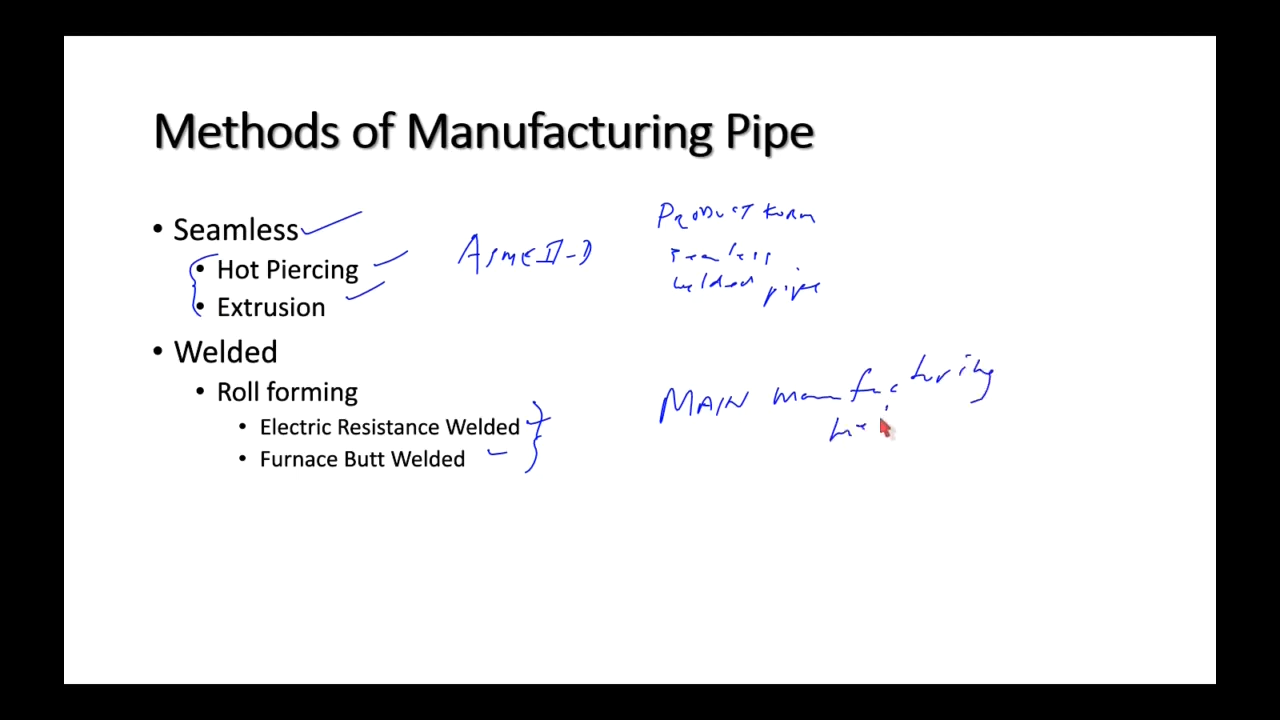 Methods of Manufacturing Pipe
• Seamless
• Hot Piercing
• Extrusion
ASME II-D
PRODUCT FORM
seamless
welded pipe
• Welded
• Roll forming
• Electric Resistance Welded
• Furnace Butt Welded
MAIN manufacturing